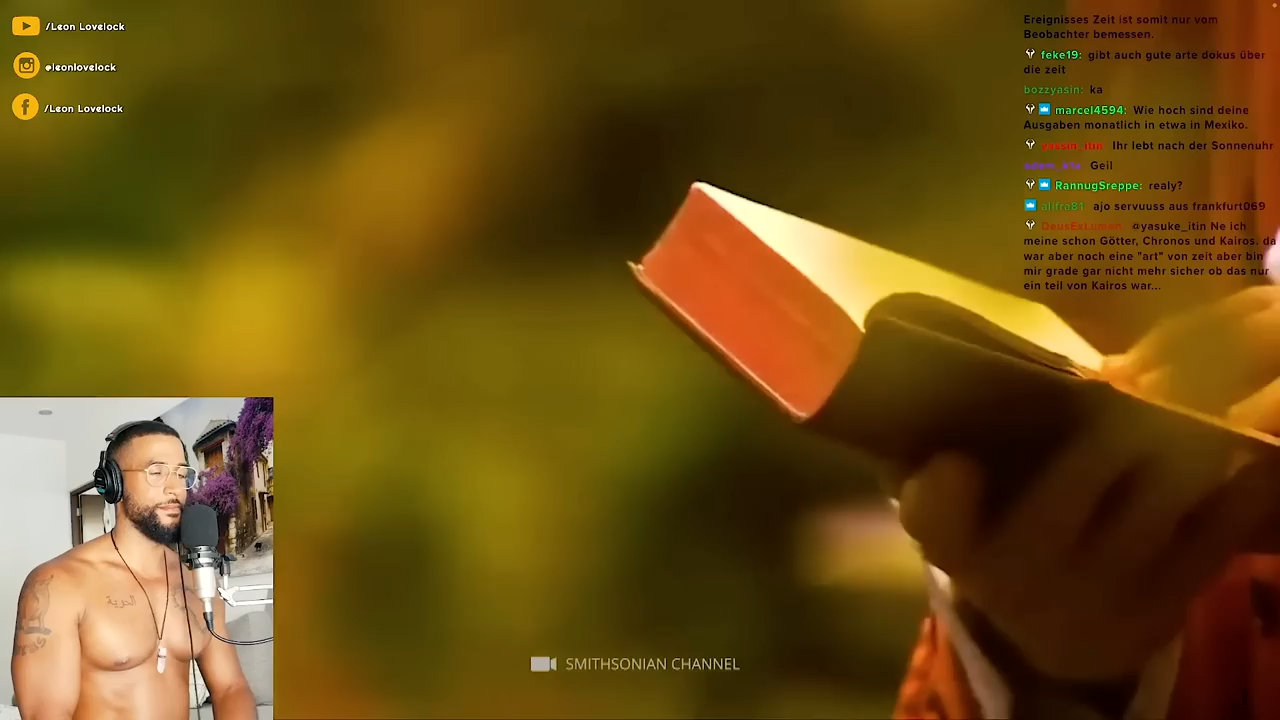 /Leon Lovelock
@leonlovelock
/Leon Lovelock
Ereignisses Zeit ist somit nur vom
Beobachter bemessen.
feke19: gibt auch gute arte dokus über
die zeit
bozzyasin: ka
marcel4594: Wie hoch sind deine
Ausgaben monatlich in etwa in Mexiko.
Ihr lebt nach der Sonnenuhr
Geil
RannugSreppe: realy?
ajo servuuss aus frankfurt069
DeusExLumen: @yasuke_itin Ne ich
meine schon Götter, Chronos und Kairos. da
war aber noch eine "art" von zeit aber bin
mir grade gar nicht mehr sicher ob das nur
ein teil von Kairos war...
الحرية
SMITHSONIAN CHANNEL